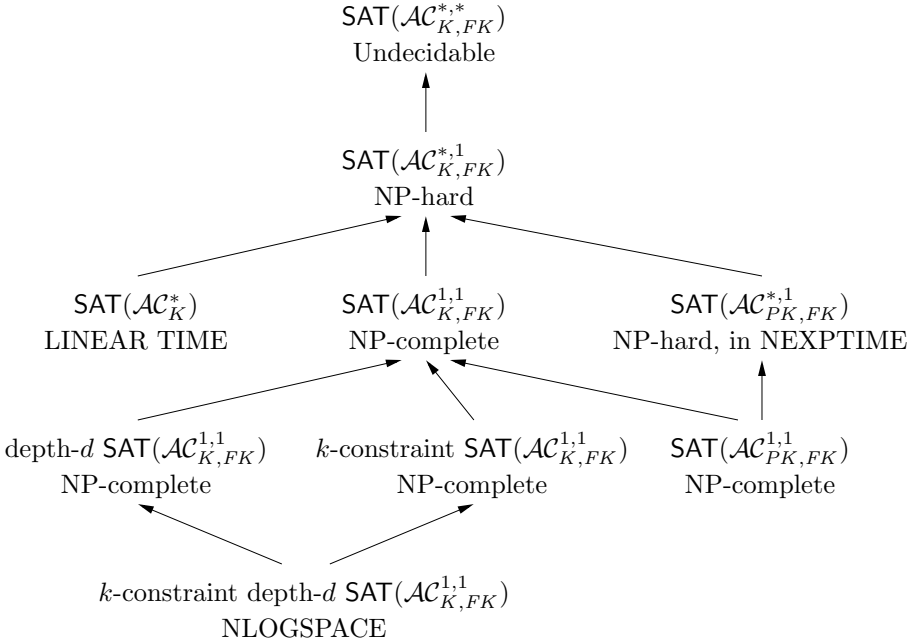 SAT(𝒜𝒞^{*,*}_{K,FK})
Undecidable
SAT(𝒜𝒞^{*,1}_{K,FK})
NP-hard
SAT(𝒜𝒞^{*}_{K})
LINEAR TIME
SAT(𝒜𝒞^{1,1}_{K,FK})
NP-complete
SAT(𝒜𝒞^{*,1}_{PK,FK})
NP-hard, in NEXPTIME
depth-d SAT(𝒜𝒞^{1,1}_{K,FK})
NP-complete
k-constraint SAT(𝒜𝒞^{1,1}_{K,FK})
NP-complete
SAT(𝒜𝒞^{1,1}_{PK,FK})
NP-complete
k-constraint depth-d SAT(𝒜𝒞^{1,1}_{K,FK})
NLOGSPACE